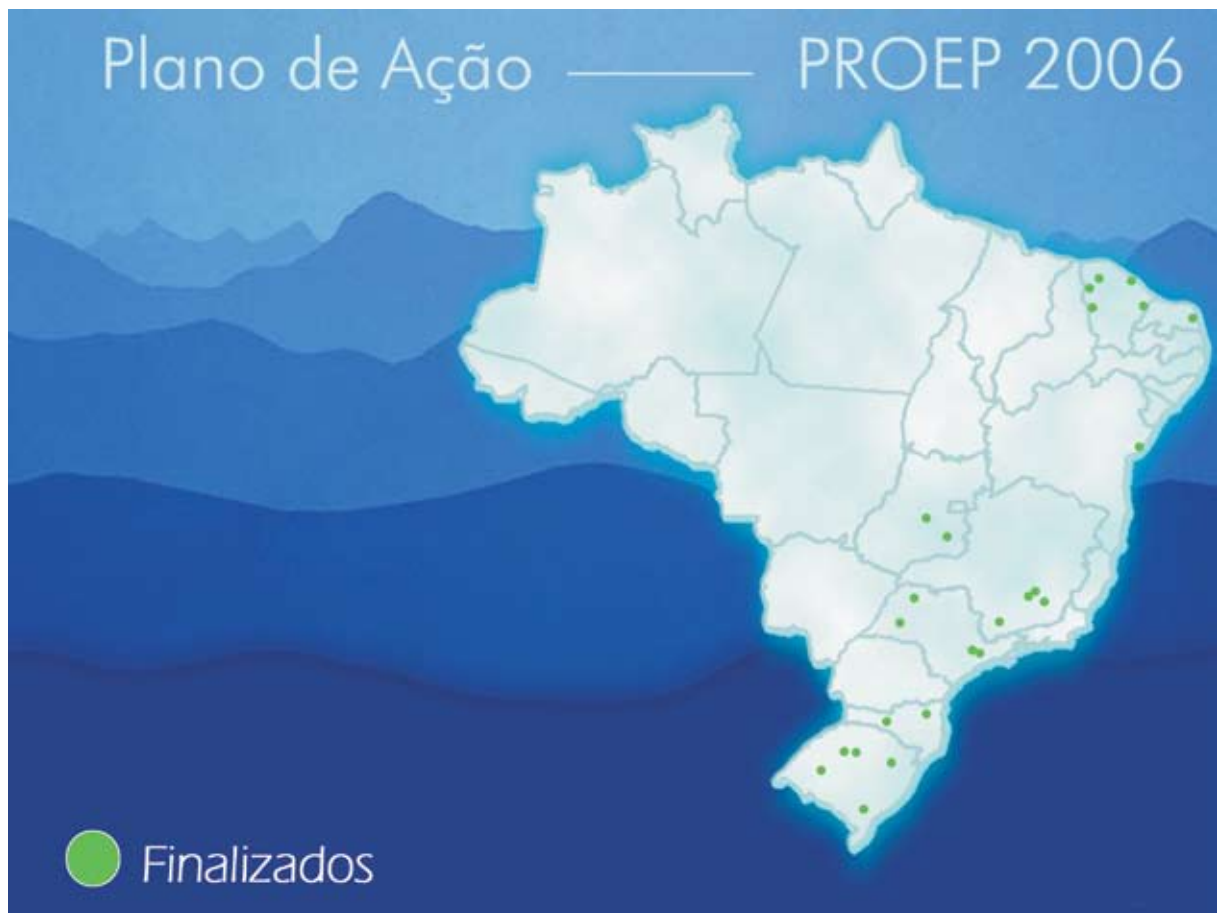 Plano de Ação —— PROEP 2006
Finalizados